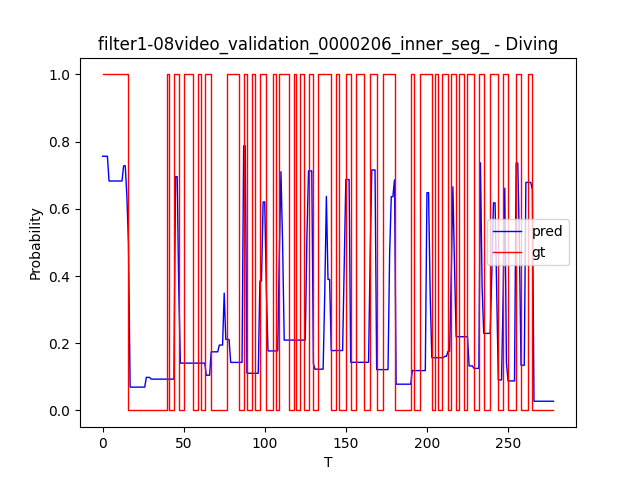 filter1-08video_validation_0000206_inner_seg_ - Diving
1.0
0.8
0.6
0.4
0.2
0.0
Probability
pred
gt
0 50 100 150 200 250
T